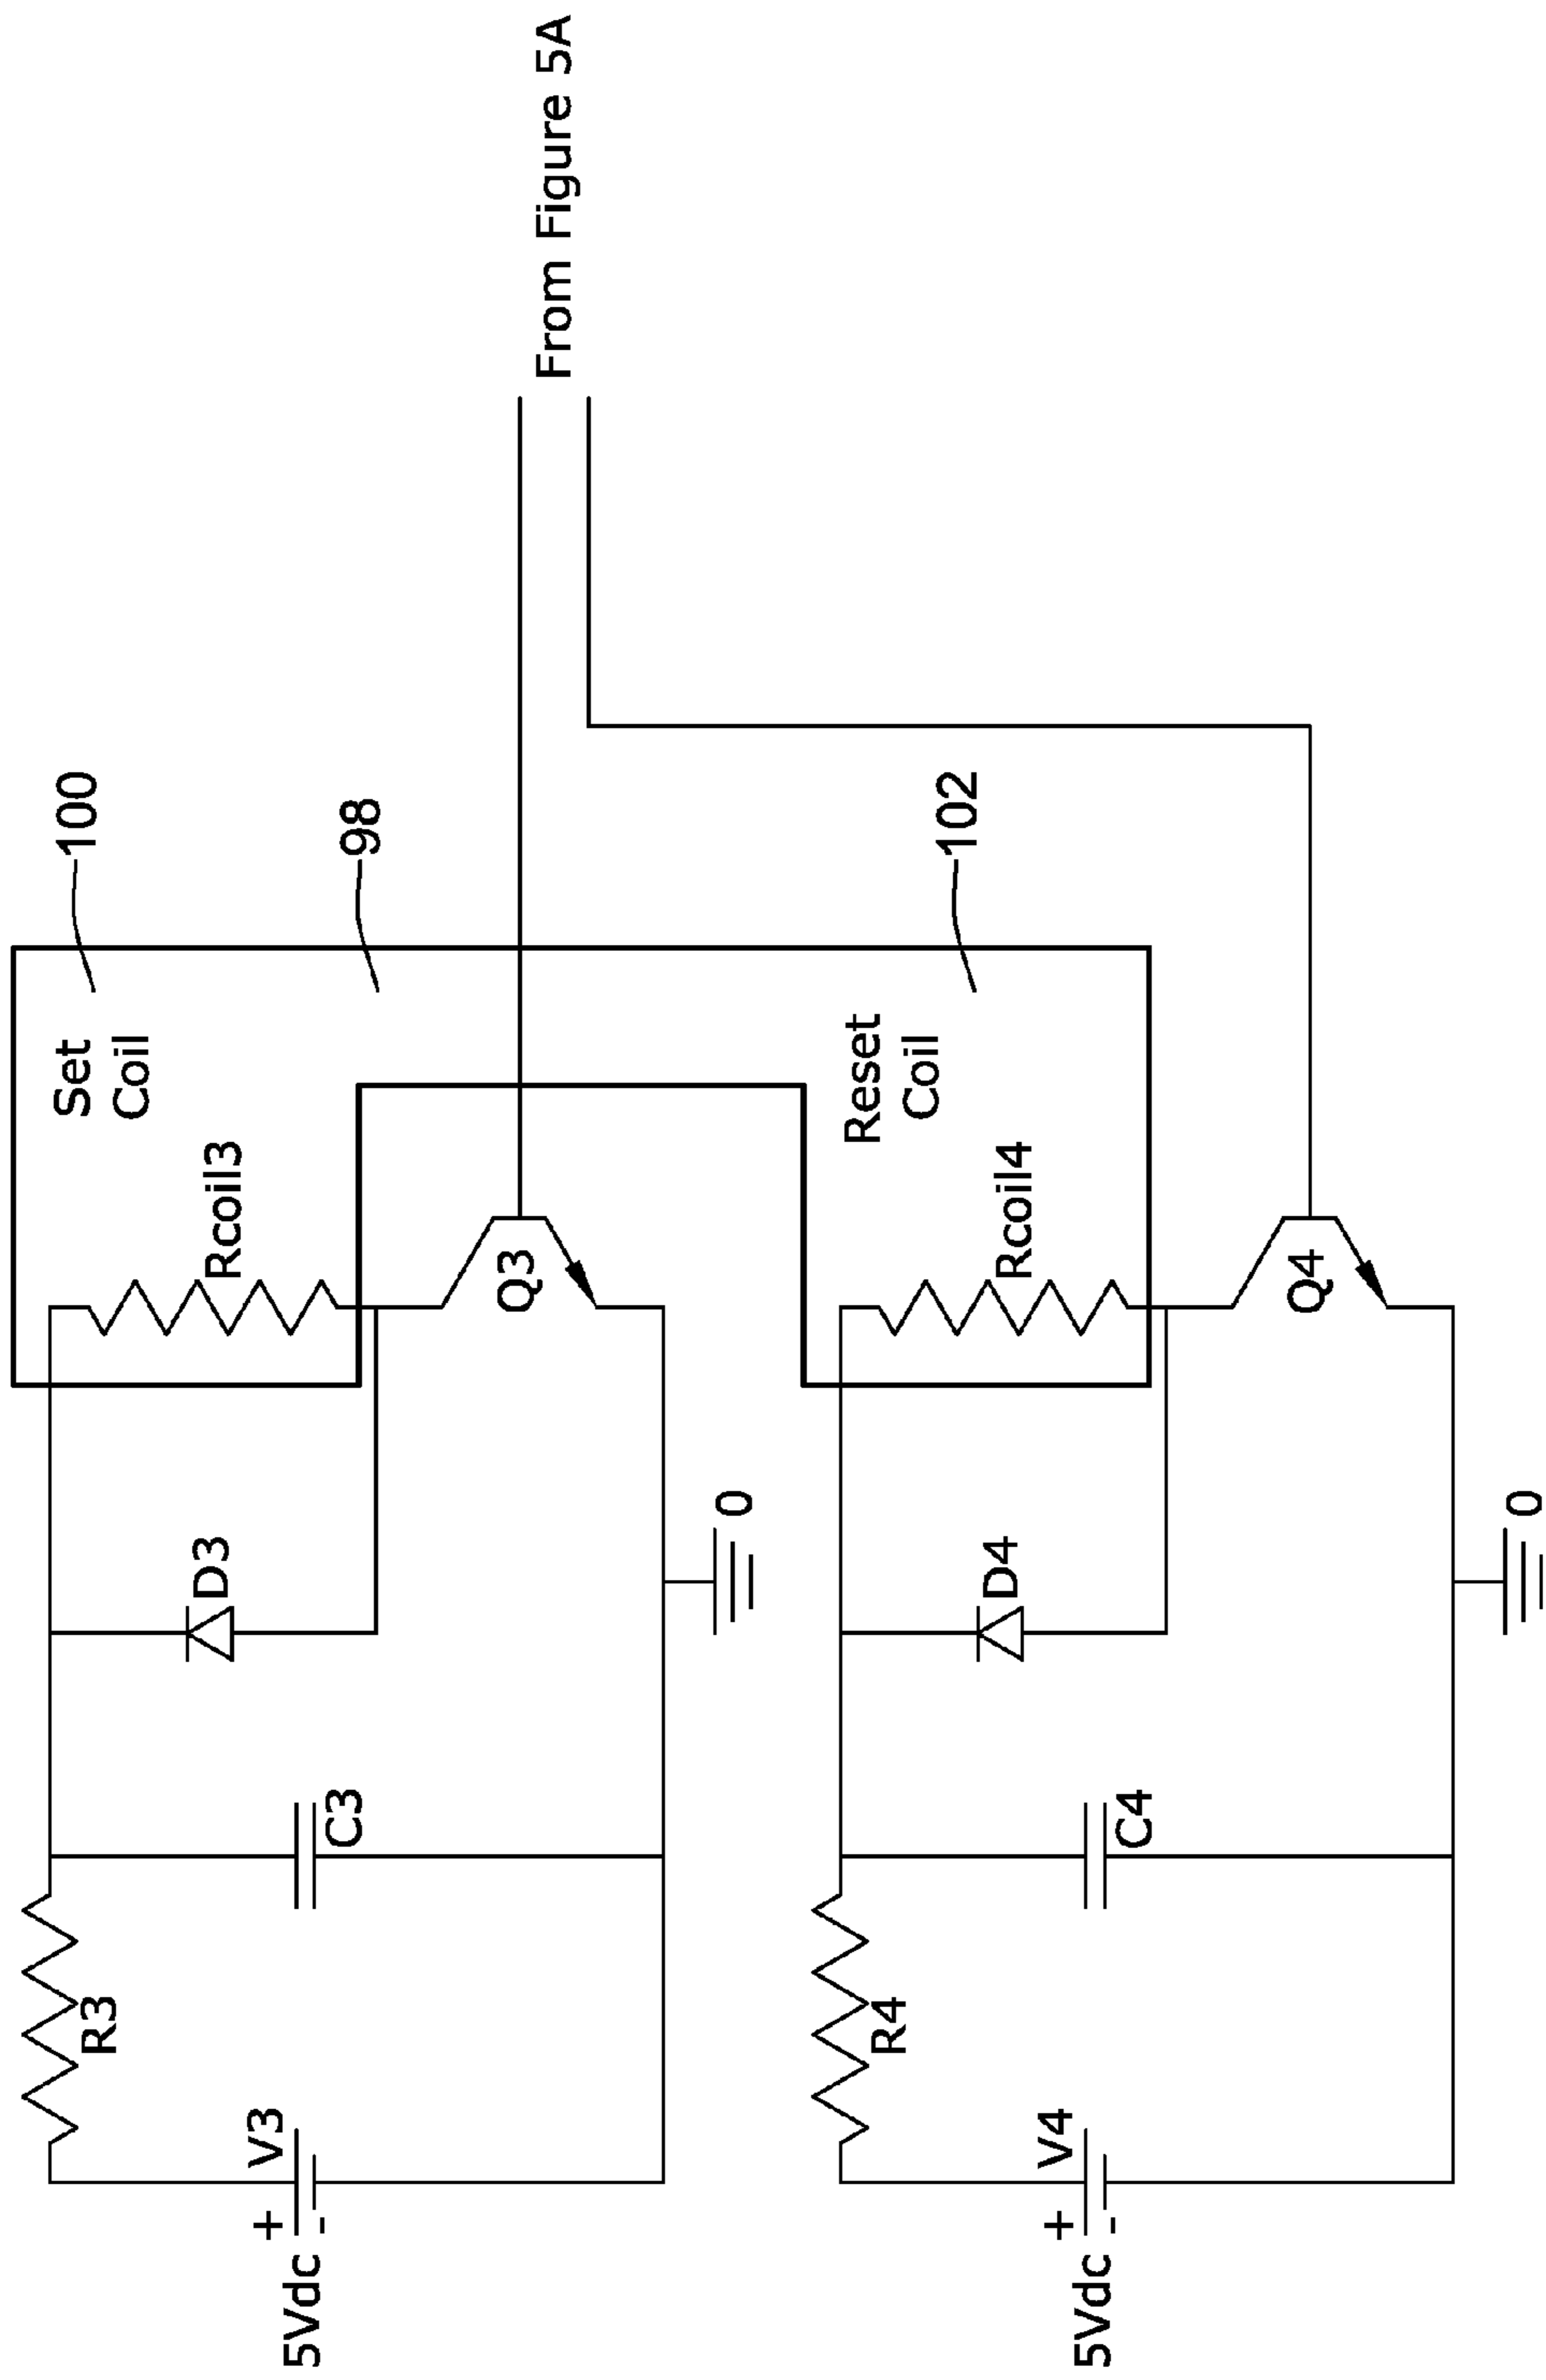 Set
100
R3
Coil
D3
Rcoil3
V3
+
5Vdc
-
C3
98
Q3
From Figure 5A
0
Reset
R4
Coil
102
D4
Rcoil4
V4
+
5Vdc
-
C4
Q4
0